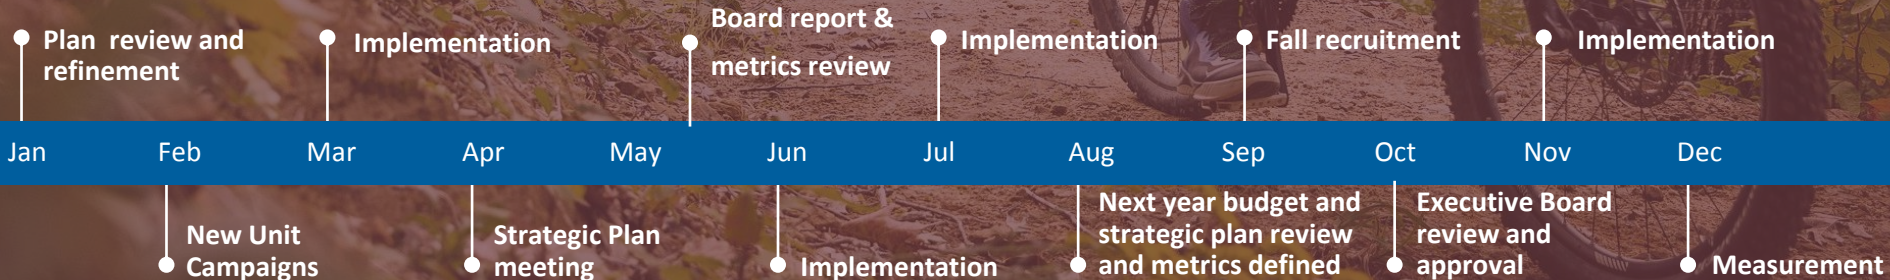 Plan review and
refinement
Implementation
Board report &
metrics review
Implementation
Fall recruitment
Implementation
Jan Feb Mar Apr May Jun Jul Aug Sep Oct Nov Dec
New Unit
Campaigns
Strategic Plan
meeting
Implementation
Next year budget and
strategic plan review
and metrics defined
Executive Board
review and
approval
Measurement